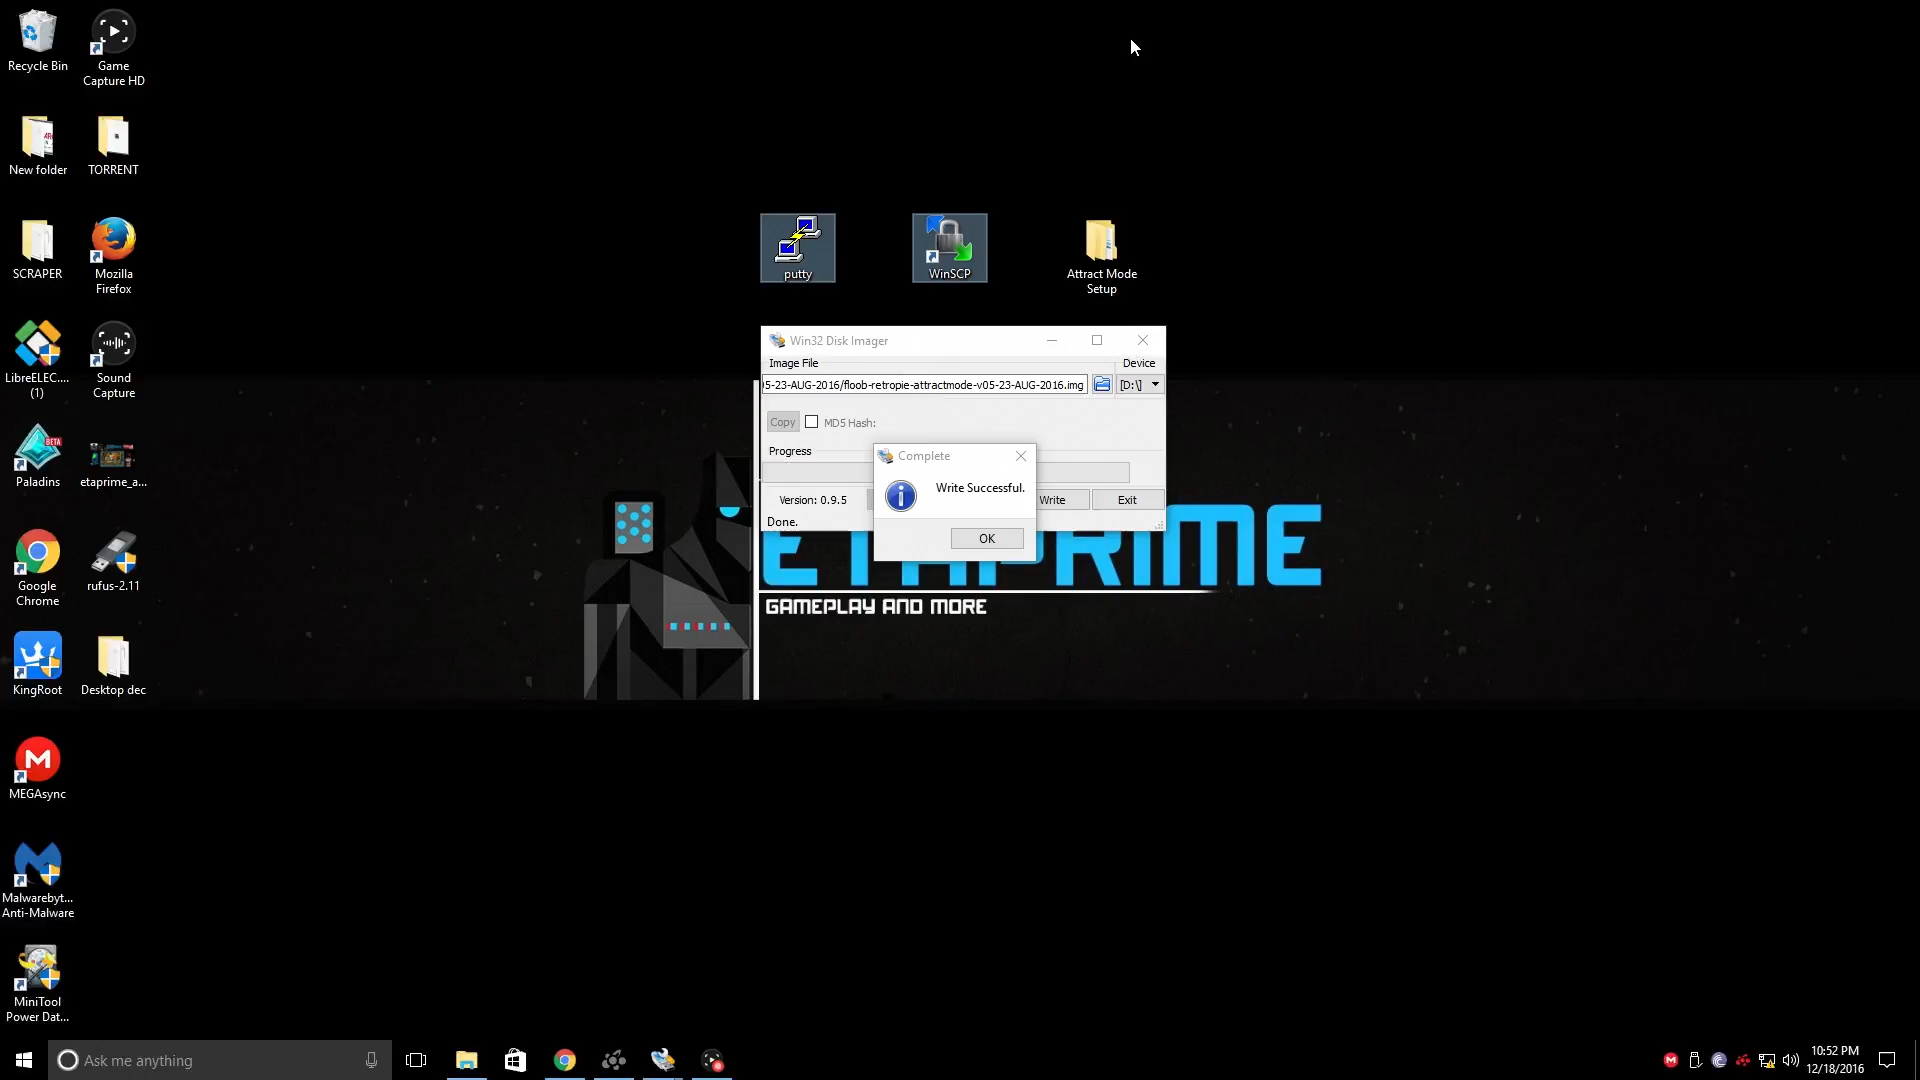 Recycle Bin
Game
Capture HD
New folder
TORRENT
SCRAPER
Mozilla
Firefox
putty
WinSCP
Attract Mode
Setup
LibreELEC....
(1)
Sound
Capture
Win32 Disk Imager
Image File
Device
5-23-AUG-2016/floob-retropie-attractmode-v05-23-AUG-2016.img
[D:\]
Copy
MD5 Hash:
Progress
Complete
Write Successful.
Version: 0.9.5
Write
Exit
Done.
OK
ETAPRIME
GAMEPLAY AND MORE
BETA
Paladins
etaprime_a...
Google
Chrome
rufus-2.11
KingRoot
Desktop dec
M
MEGAsync
Malwarebyt...
Anti-Malware
MiniTool
Power Dat...
Ask me anything
10:52 PM
12/18/2016